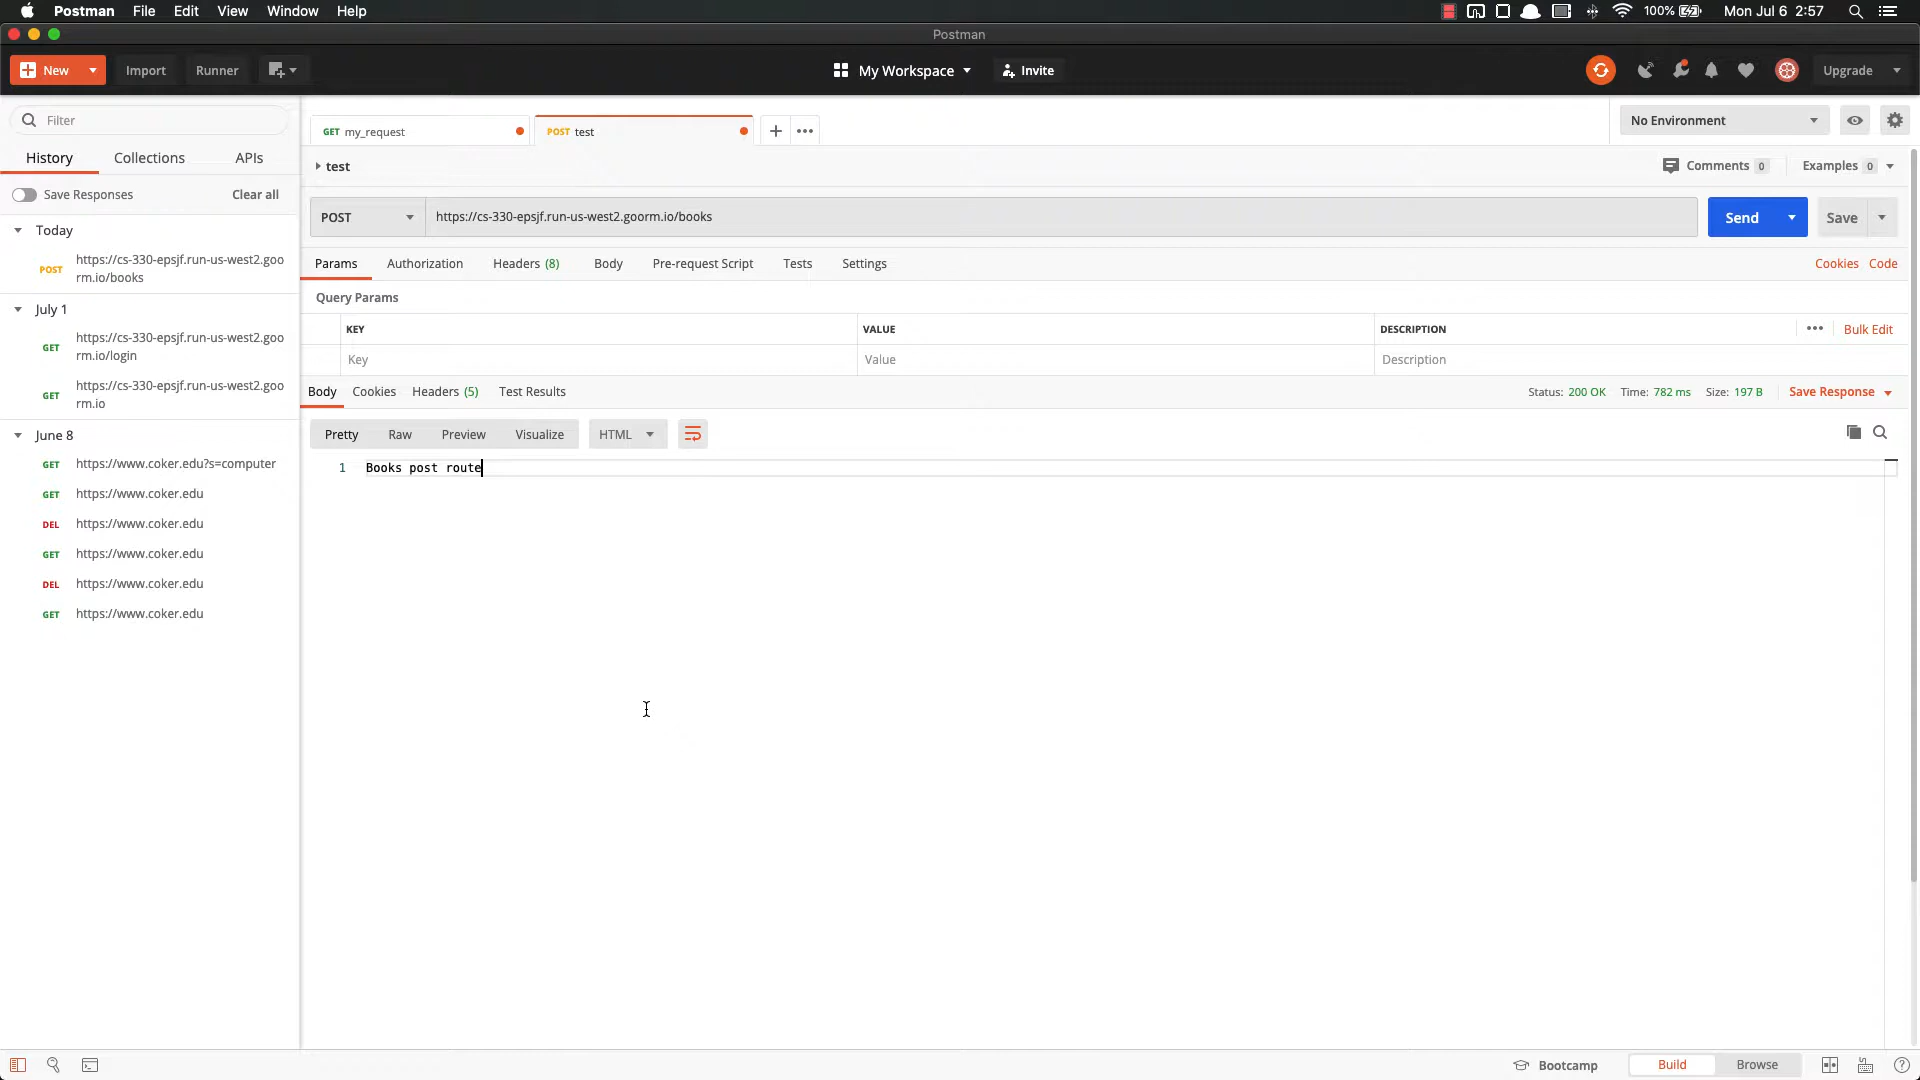 Postman File Edit View Window Help 100% Mon Jul 6 2:57
Postman
New Import Runner My Workspace Invite Upgrade
Filter
History Collections APIs
Save Responses Clear all
Today
POST https://cs-330-epsjf.run-us-west2.goo
rm.io/books
July 1
GET https://cs-330-epsjf.run-us-west2.goo
rm.io/login
GET https://cs-330-epsjf.run-us-west2.goo
rm.io
June 8
GET https://www.coker.edu?s=computer
GET https://www.coker.edu
DEL https://www.coker.edu
GET https://www.coker.edu
DEL https://www.coker.edu
GET https://www.coker.edu
GET my_request POST test No Environment
test Comments 0 Examples 0
POST https://cs-330-epsjf.run-us-west2.goorm.io/books Send Save
Params Authorization Headers (8) Body Pre-request Script Tests Settings Cookies Code
Query Params
KEY VALUE DESCRIPTION Bulk Edit
Key Value Description
Body Cookies Headers (5) Test Results Status: 200 OK Time: 782 ms Size: 197 B Save Response
Pretty Raw Preview Visualize HTML
1 Books post route
Bootcamp Build Browse